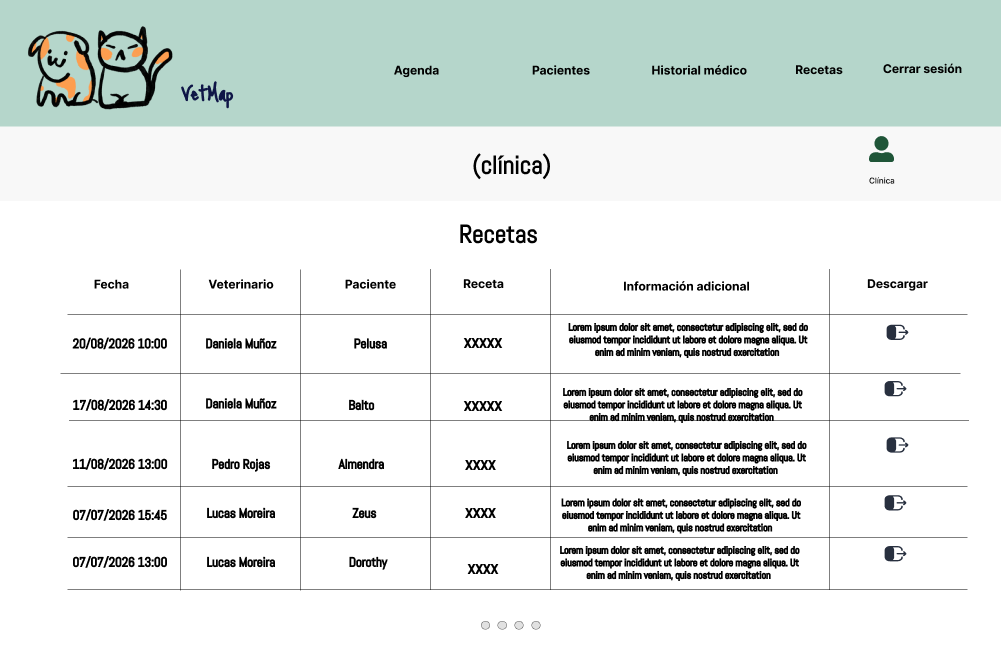 VetMap
Agenda
Pacientes
Historial médico
Recetas
Cerrar sesión
(clínica)
Clínica
Recetas
Fecha
Veterinario
Paciente
Receta
Información adicional
Descargar
20/08/2026 10:00
Daniela Muñoz
Pelusa
XXXXX
Lorem ipsum dolor sit amet, consectetur adipiscing elit, sed do
eiusmod tempor incididunt ut labore et dolore magna aliqua. Ut
enim ad minim veniam, quis nostrud exercitation
17/08/2026 14:30
Daniela Muñoz
Balto
XXXXX
Lorem ipsum dolor sit amet, consectetur adipiscing elit, sed do
eiusmod tempor incididunt ut labore et dolore magna aliqua. Ut
enim ad minim veniam, quis nostrud exercitation
11/08/2026 13:00
Pedro Rojas
Almendra
XXXX
Lorem ipsum dolor sit amet, consectetur adipiscing elit, sed do
eiusmod tempor incididunt ut labore et dolore magna aliqua. Ut
enim ad minim veniam, quis nostrud exercitation
07/07/2026 15:45
Lucas Moreira
Zeus
XXXX
Lorem ipsum dolor sit amet, consectetur adipiscing elit, sed do
eiusmod tempor incididunt ut labore et dolore magna aliqua. Ut
enim ad minim veniam, quis nostrud exercitation
07/07/2026 13:00
Lucas Moreira
Dorothy
XXXX
Lorem ipsum dolor sit amet, consectetur adipiscing elit, sed do
eiusmod tempor incididunt ut labore et dolore magna aliqua. Ut
enim ad minim veniam, quis nostrud exercitation